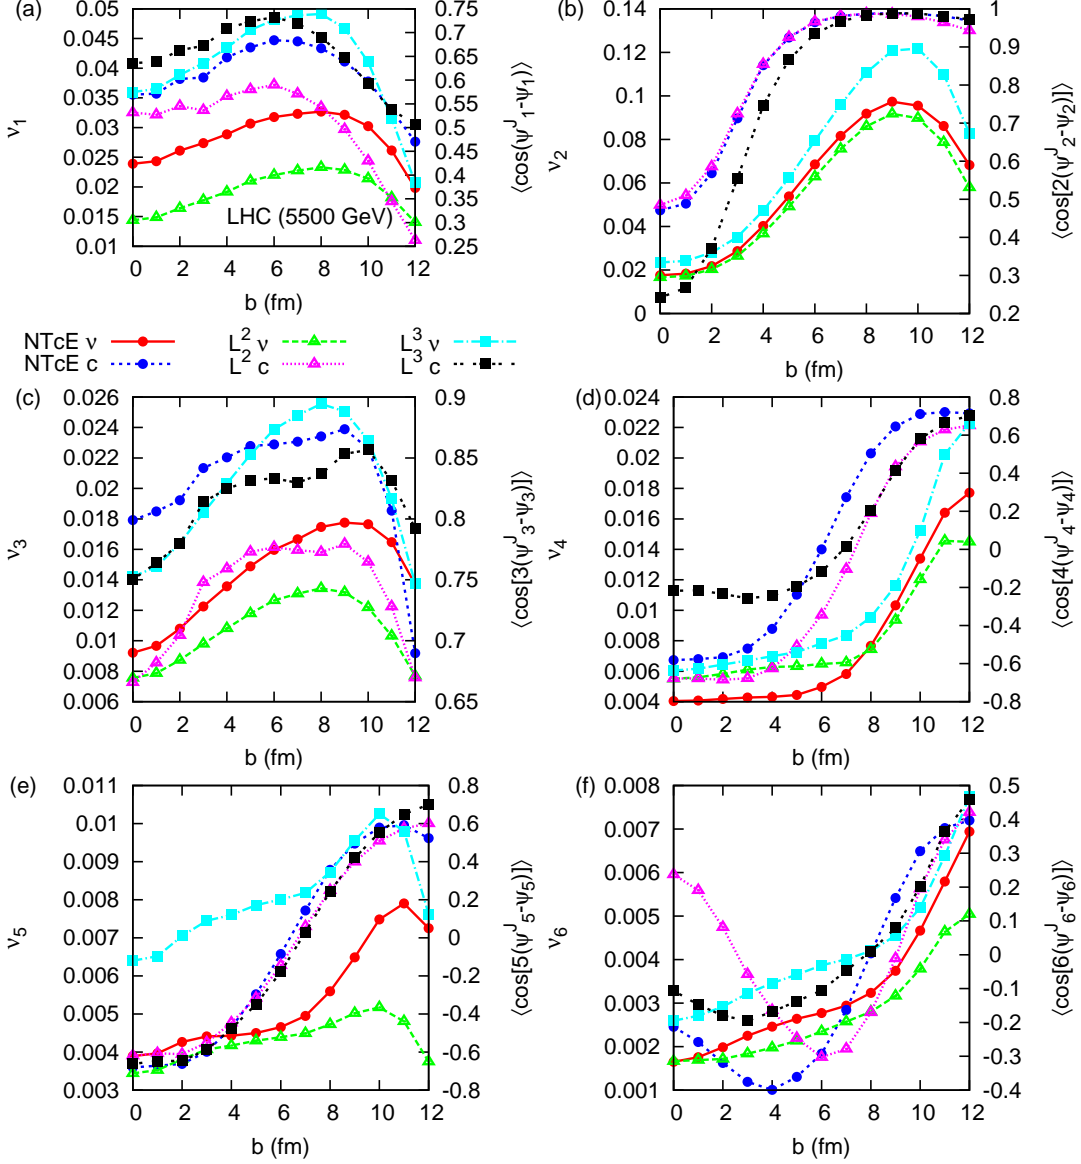 (a)
0.05
0.045
0.04
0.035
0.03
0.025
0.02
0.015
0.01
ν1
0.75
0.7
0.65
0.6
0.55
0.5
0.45
0.4
0.35
0.3
0.25
⟨cos(ψ^J_1-ψ_1)⟩
LHC (5500 GeV)
0 2 4 6 8 10 12
b (fm)
(b)
0.14
0.12
0.1
0.08
0.06
0.04
0.02
0
ν2
1
0.9
0.8
0.7
0.6
0.5
0.4
0.3
0.2
⟨cos[2(ψ^J_2-ψ_2)]⟩
0 2 4 6 8 10 12
b (fm)
NTcE ν
NTcE c
L^2 ν
L^2 c
L^3 ν
L^3 c
(c)
0.026
0.024
0.022
0.02
0.018
0.016
0.014
0.012
0.01
0.008
0.006
ν3
0.9
0.85
0.8
0.75
0.7
0.65
⟨cos[3(ψ^J_3-ψ_3)]⟩
0 2 4 6 8 10 12
b (fm)
(d)
0.024
0.022
0.02
0.018
0.016
0.014
0.012
0.01
0.008
0.006
0.004
ν4
0.8
0.6
0.4
0.2
0
-0.2
-0.4
-0.6
-0.8
⟨cos[4(ψ^J_4-ψ_4)]⟩
0 2 4 6 8 10 12
b (fm)
(e)
0.011
0.01
0.009
0.008
0.007
0.006
0.005
0.004
0.003
ν5
0.8
0.6
0.4
0.2
0
-0.2
-0.4
-0.6
-0.8
⟨cos[5(ψ^J_5-ψ_5)]⟩
0 2 4 6 8 10 12
b (fm)
(f)
0.008
0.007
0.006
0.005
0.004
0.003
0.002
0.001
ν6
0.5
0.4
0.3
0.2
0.1
0
-0.1
-0.2
-0.3
-0.4
⟨cos[6(ψ^J_6-ψ_6)]⟩
0 2 4 6 8 10 12
b (fm)